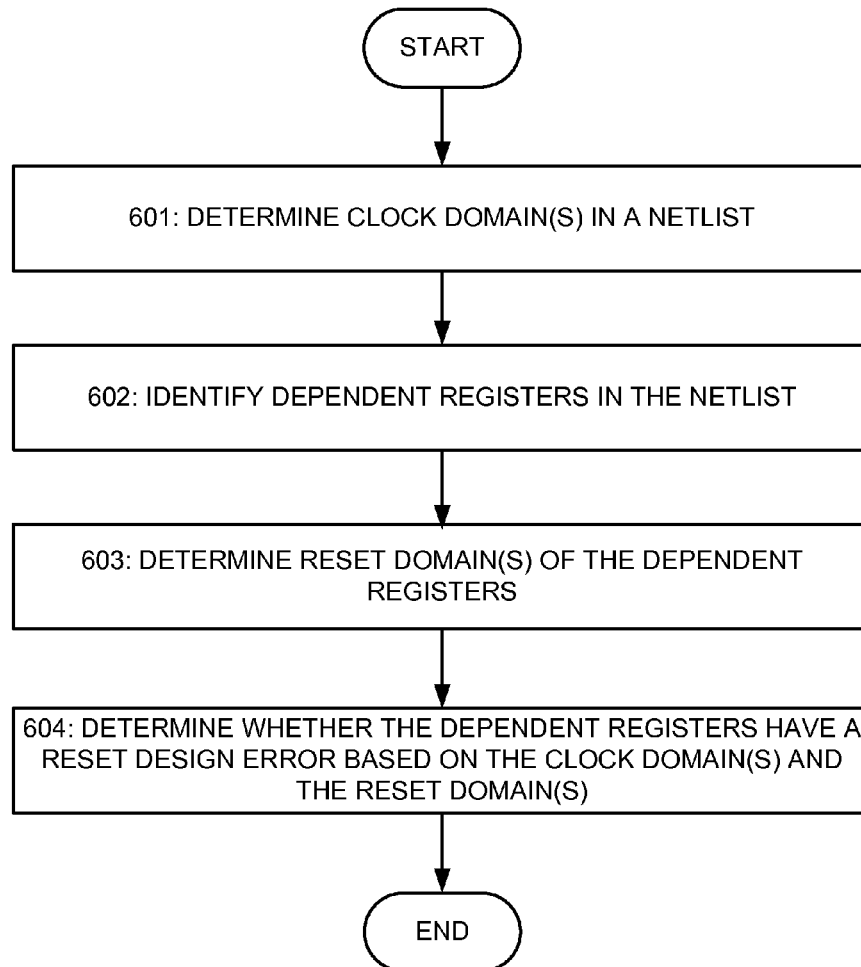 START
601: DETERMINE CLOCK DOMAIN(S) IN A NETLIST
602: IDENTIFY DEPENDENT REGISTERS IN THE NETLIST
603: DETERMINE RESET DOMAIN(S) OF THE DEPENDENT
REGISTERS
604: DETERMINE WHETHER THE DEPENDENT REGISTERS HAVE A
RESET DESIGN ERROR BASED ON THE CLOCK DOMAIN(S) AND
THE RESET DOMAIN(S)
END